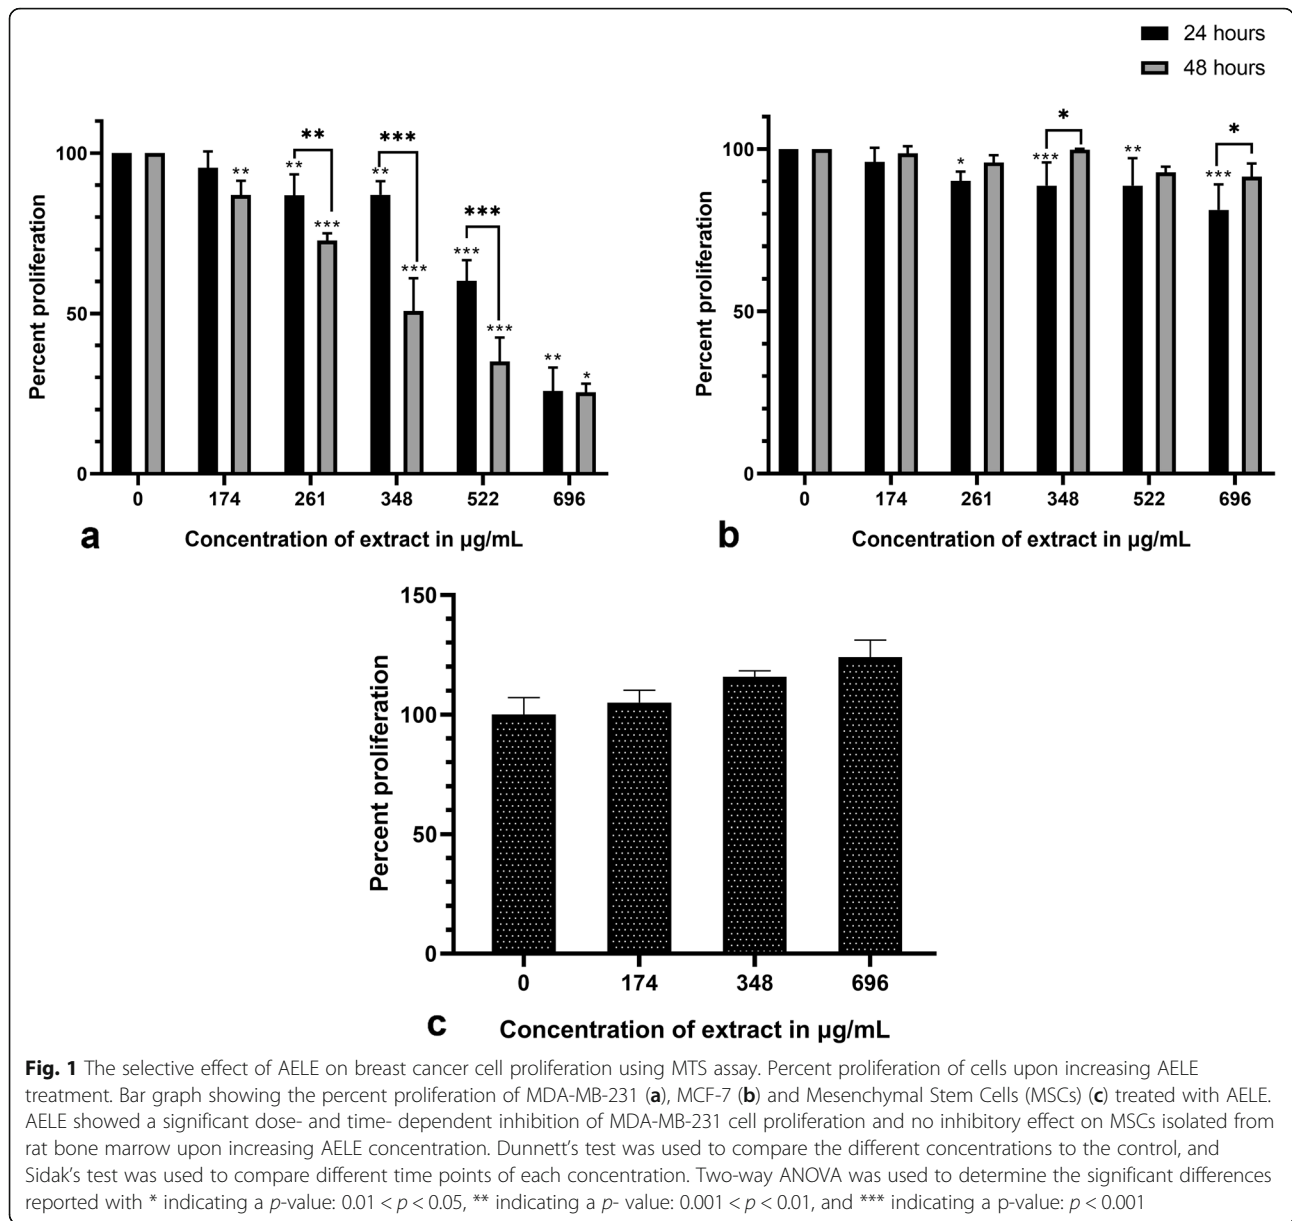 24 hours
48 hours
** *** *** ** ** ** ** *** *** *** *** ** *
100
50
0
Percent proliferation
0 174 261 348 522 696
a Concentration of extract in µg/mL
* * * *** ** ***
100
50
0
Percent proliferation
0 174 261 348 522 696
b Concentration of extract in µg/mL
150
100
50
0
Percent proliferation
0 174 348 696
c Concentration of extract in µg/mL
Fig. 1 The selective effect of AELE on breast cancer cell proliferation using MTS assay. Percent proliferation of cells upon increasing AELE
treatment. Bar graph showing the percent proliferation of MDA-MB-231 (a), MCF-7 (b) and Mesenchymal Stem Cells (MSCs) (c) treated with AELE.
AELE showed a significant dose- and time- dependent inhibition of MDA-MB-231 cell proliferation and no inhibitory effect on MSCs isolated from
rat bone marrow upon increasing AELE concentration. Dunnett’s test was used to compare the different concentrations to the control, and
Sidak’s test was used to compare different time points of each concentration. Two-way ANOVA was used to determine the significant differences
reported with * indicating a p-value: 0.01 < p < 0.05, ** indicating a p- value: 0.001 < p < 0.01, and *** indicating a p-value: p < 0.001